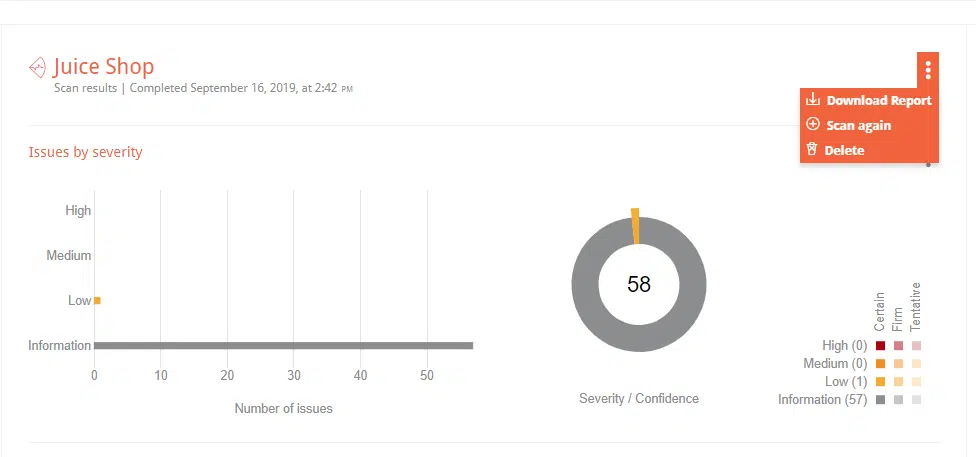 Juice Shop
Scan results | Completed September 16, 2019, at 2:42 PM
Download Report
Scan again
Delete
Issues by severity
High
Medium
Low
Information
0 10 20 30 40 50
Number of issues
58
Severity / Confidence
Certain
Firm
Tentative
High (0)
Medium (0)
Low (1)
Information (57)